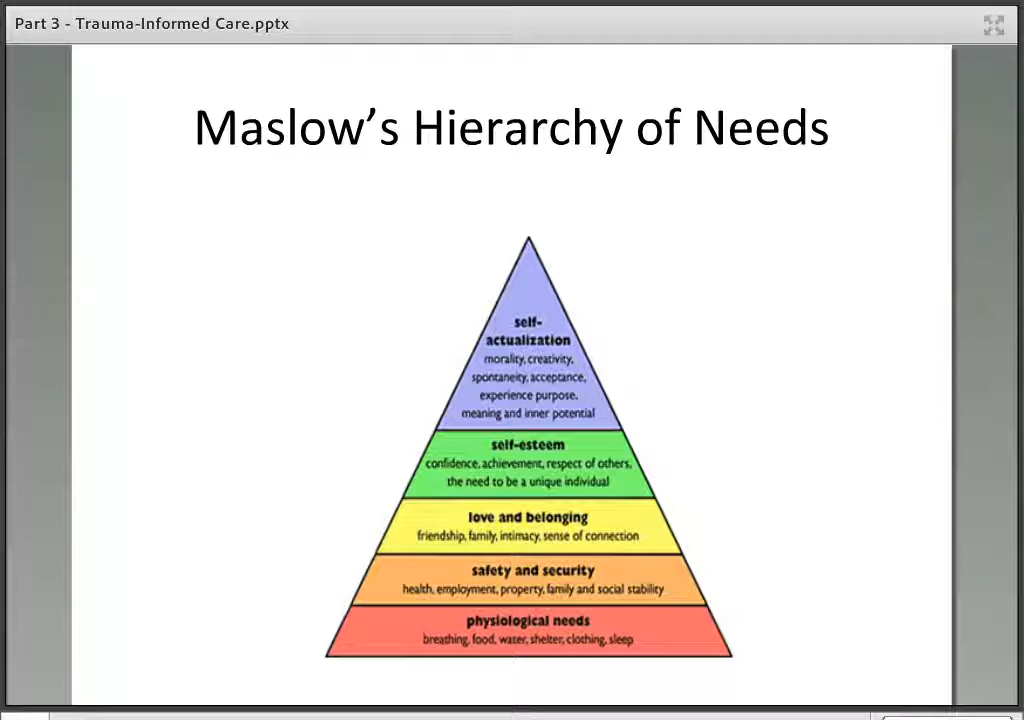 Part 3 - Trauma-Informed Care.pptx
Maslow's Hierarchy of Needs
self-
actualization
morality, creativity,
spontaneity, acceptance,
experience purpose,
meaning and inner potential
self-esteem
confidence, achievement, respect of others,
the need to be a unique individual
love and belonging
friendship, family, intimacy, sense of connection
safety and security
health, employment, property, family and social stability
physiological needs
breathing, food, water, shelter, clothing, sleep